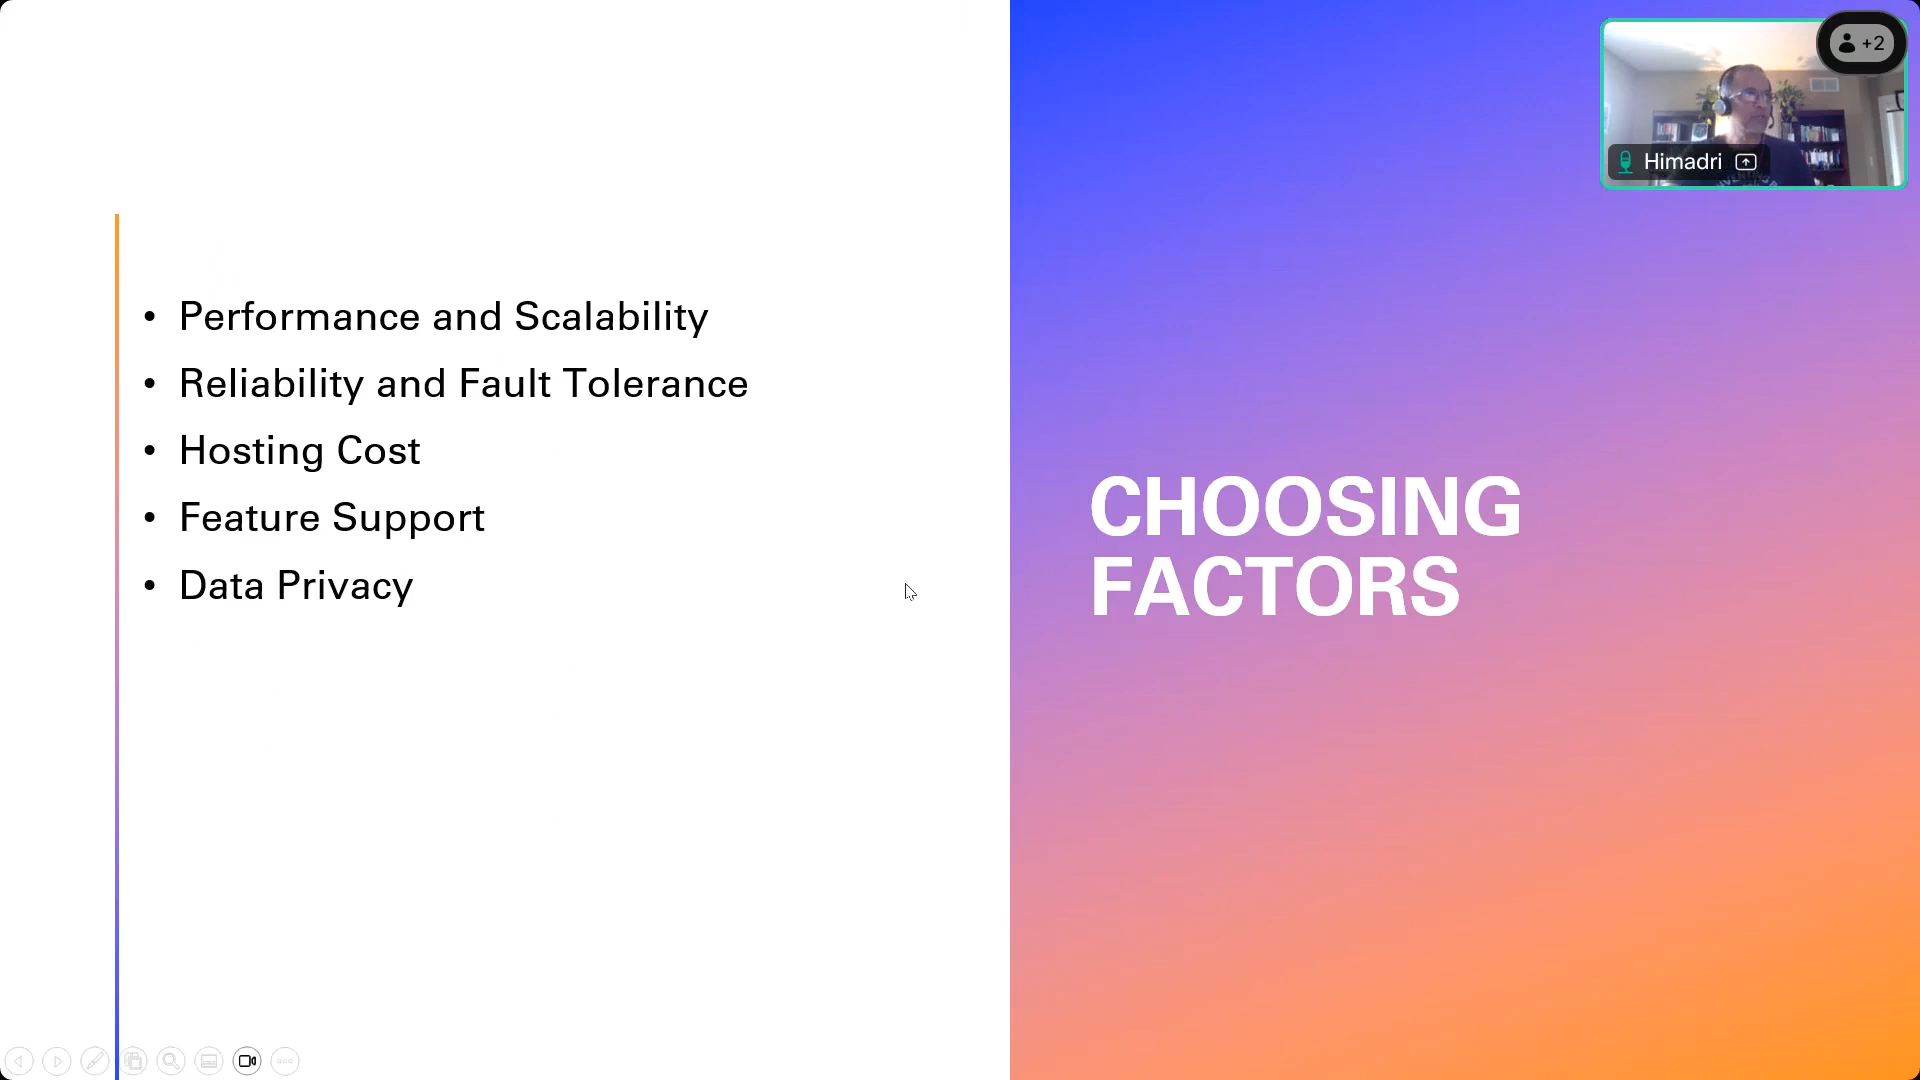 • Performance and Scalability
• Reliability and Fault Tolerance
• Hosting Cost
• Feature Support
• Data Privacy
CHOOSING
FACTORS
+2
Himadri